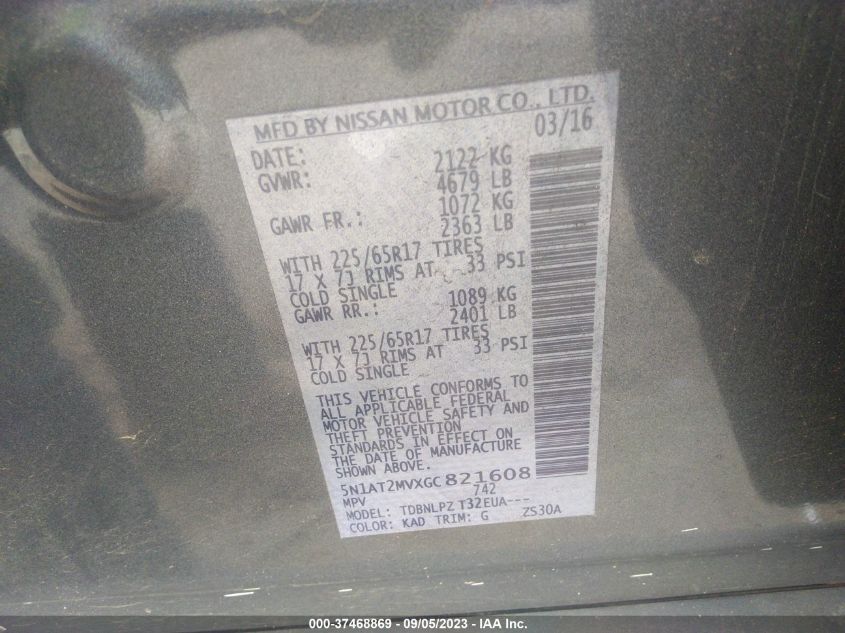 MFD BY NISSAN MOTOR CO., LTD.
DATE: 03/16
GVWR: 2122 KG
4679 LB
GAWR FR.: 1072 KG
2363 LB
WITH 225/65R17 TIRES
17 X 7J RIMS AT 33 PSI
COLD SINGLE
GAWR RR.: 1089 KG
2401 LB
WITH 225/65R17 TIRES
17 X 7J RIMS AT 33 PSI
COLD SINGLE
THIS VEHICLE CONFORMS TO
ALL APPLICABLE FEDERAL
MOTOR VEHICLE SAFETY AND
THEFT PREVENTION
STANDARDS IN EFFECT ON
THE DATE OF MANUFACTURE
SHOWN ABOVE.
5N1AT2MVXGC821608
MPV 742
MODEL: TDBNLPZ T32EUA---
COLOR: KAD TRIM: G ZS30A
000-37468869 - 09/05/2023 - IAA Inc.